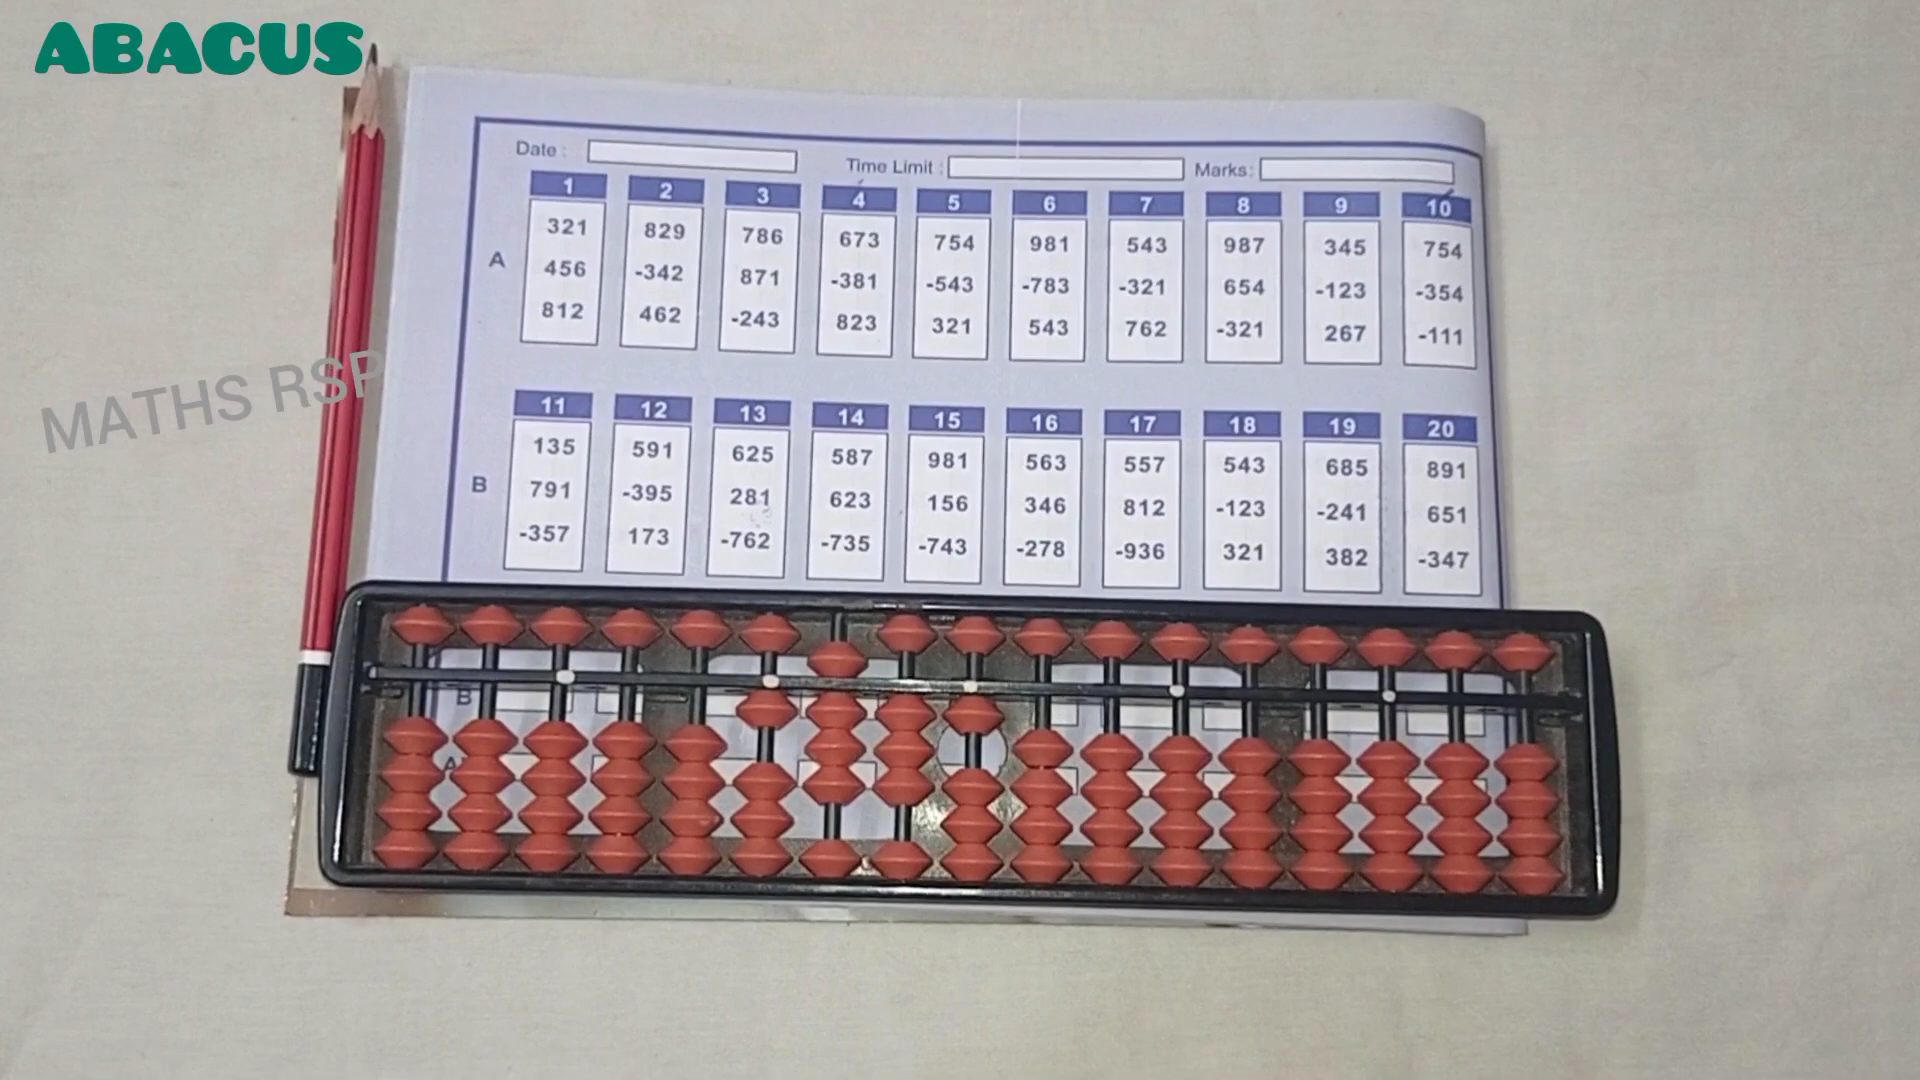 ABACUS
MATHS RSP
Date :
Time Limit :
Marks:
A
1 2 3 4 5 6 7 8 9 10
321 829 786 673 754 981 543 987 345 754
456 -342 871 -381 -543 -783 -321 654 -123 -354
812 462 -243 823 321 543 762 -321 267 -111
B
11 12 13 14 15 16 17 18 19 20
135 591 625 587 981 563 557 543 685 891
791 -395 281 623 156 346 812 -123 -241 651
-357 173 -762 -735 -743 -278 -936 321 382 -347
B
A